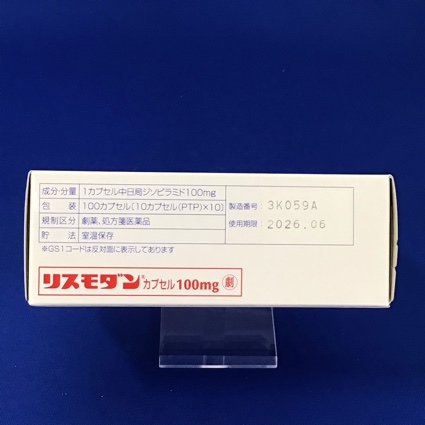 成分・分量 1カプセル中日局ジソピラミド100mg
包装 100カプセル[10カプセル(PTP)×10]
規制区分 劇薬、処方箋医薬品
貯法 室温保存
製造番号: 3K059A
使用期限: 2026.06
※GS1コードは反対面に表示してあります
リスモダン®カプセル100mg 劇